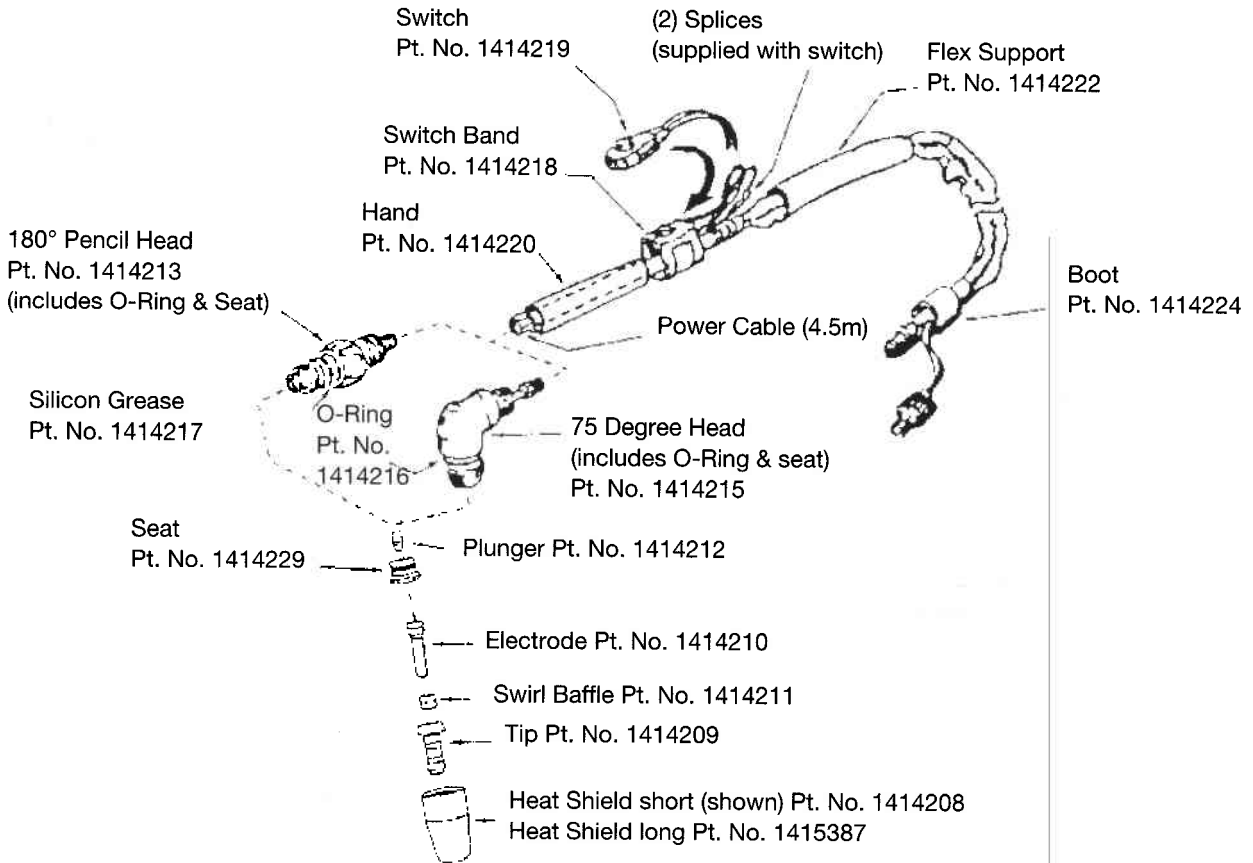 Switch
Pt. No. 1414219
(2) Splices
(supplied with switch)
Flex Support
Pt. No. 1414222
Switch Band
Pt. No. 1414218
Hand
Pt. No. 1414220
180° Pencil Head
Pt. No. 1414213
(includes O-Ring & Seat)
Boot
Pt. No. 1414224
Power Cable (4.5m)
Silicon Grease
Pt. No. 1414217
O-Ring
Pt. No.
1414216
75 Degree Head
(includes O-Ring & seat)
Pt. No. 1414215
Seat
Pt. No. 1414229
Plunger Pt. No. 1414212
Electrode Pt. No. 1414210
Swirl Baffle Pt. No. 1414211
Tip Pt. No. 1414209
Heat Shield short (shown) Pt. No. 1414208
Heat Shield long Pt. No. 1415387